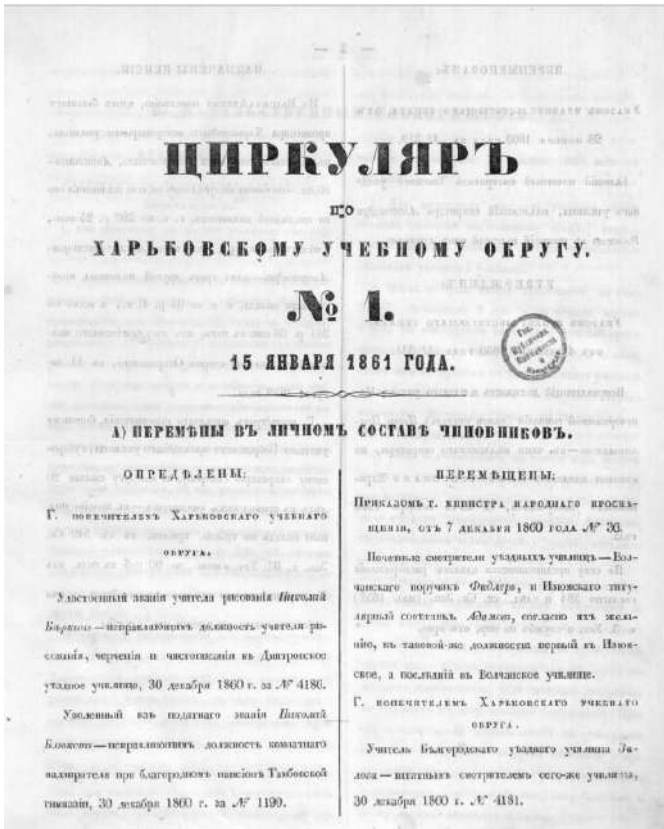 ЦИРКУЛЯРЪ
по
ХАРЬКОВСКОМУ УЧЕБНОМУ ОКРУГУ.
№ 1.
15 ЯНВАРЯ 1861 ГОДА.
А) ПЕРЕМѢНЫ ВЪ ЛИЧНОМЪ СОСТАВѢ ЧИНОВНИКОВЪ.
ОПРЕДѢЛЕНЫ:
Г. ПОПЕЧИТЕЛЕМЪ ХАРЬКОВСКАГО УЧЕБНАГО
ОКРУГА.
Удостоенный званія учителя рисованія Николай
—исправляющимъ должность учителя ри-
сованія, черченія и чистописанія въ Дмитровское
уѣздное училище, 30 декабря 1860 г. за № 4186.
Уволенный изъ податнаго званія Николай
—исправляющимъ должность комнатнаго
надзирателя при благородномъ пансіонѣ Тамбовской
гимназіи, 30 декабря 1860 г. за № 1190.
ПЕРЕМѢЩЕНЫ:
ПРИКАЗОМЪ Г. МИНИСТРА НАРОДНАГО ПРОСВѢ-
ЩЕНІЯ, ОТЪ 7 ДЕКАБРЯ 1860 ГОДА № 36.
Почетные смотрители уѣздныхъ училищъ—Вол-
чанскаго поручикъ Фидлеръ, и Изюмскаго титу-
лярный совѣтникъ Адамовъ, согласно ихъ жела-
нію, къ таковой-же должности первый въ Изюм-
ское, а послѣдній въ Волчанское училище.
Г. ПОПЕЧИТЕЛЕМЪ ХАРЬКОВСКАГО УЧЕБНАГО
ОКРУГА.
Учитель Бѣлгородскаго уѣзднаго училища За-
—штатнымъ смотрителемъ сего-же училища,
30 декабря 1860 г. № 4181.